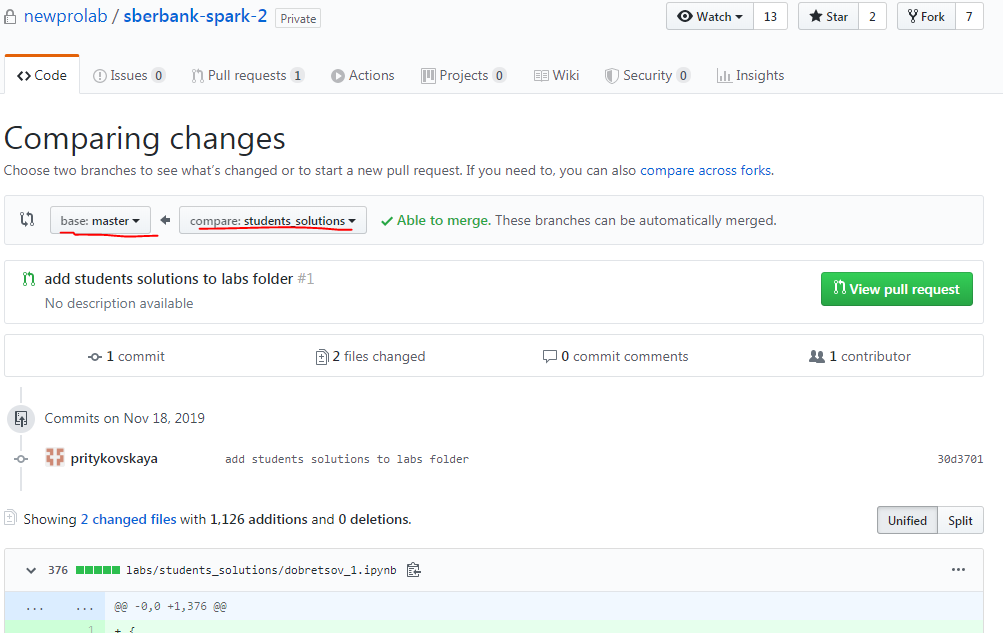 newprolab / sberbank-spark-2 Private Watch 13 Star 2 Fork 7
Code Issues 0 Pull requests 1 Actions Projects 0 Wiki Security 0 Insights
Comparing changes
Choose two branches to see what's changed or to start a new pull request. If you need to, you can also compare across forks.
base: master compare: students_solutions Able to merge. These branches can be automatically merged.
add students solutions to labs folder #1
No description available
View pull request
1 commit 2 files changed 0 commit comments 1 contributor
Commits on Nov 18, 2019
pritykovskaya add students solutions to labs folder 30d3701
Showing 2 changed files with 1,126 additions and 0 deletions. Unified Split
376 labs/students_solutions/dobretsov_1.ipynb ...
... ... @@ -0,0 +1,376 @@
1 + {